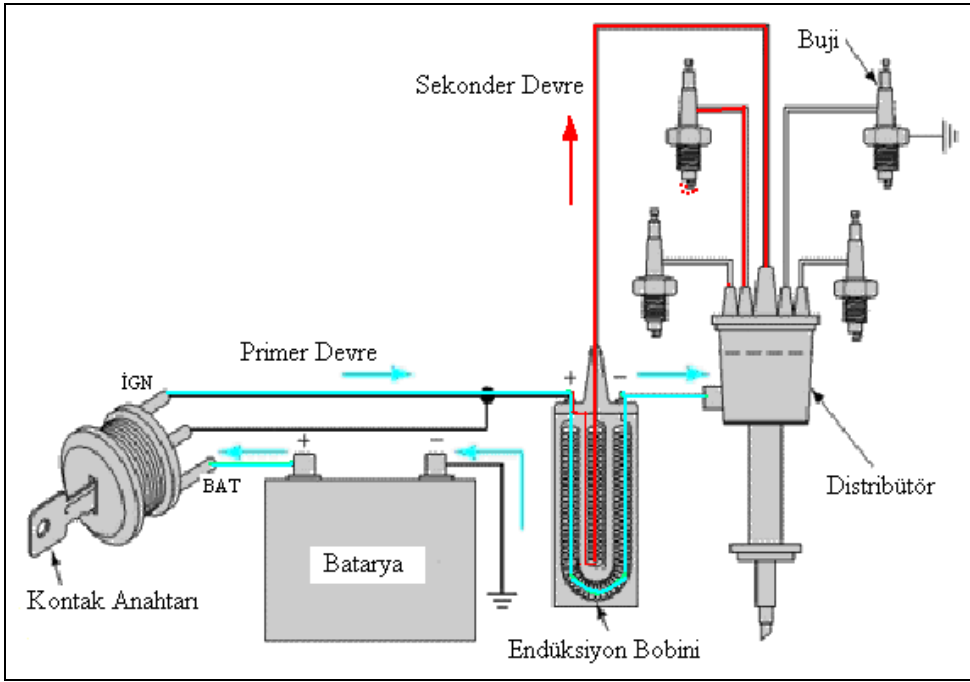 Buji
Sekonder Devre
Primer Devre
İGN
+
−
+
−
BAT
Distribütör
Batarya
Kontak Anahtarı
Endüksiyon Bobini